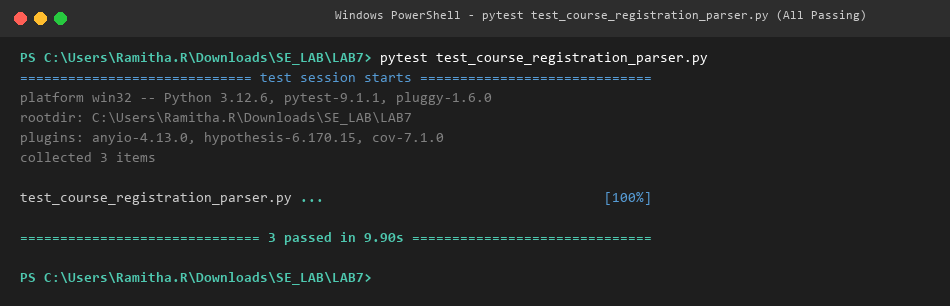 Windows PowerShell - pytest test_course_registration_parser.py (All Passing)
PS C:\Users\Ramitha.R\Downloads\SE_LAB\LAB7> pytest test_course_registration_parser.py
============================= test session starts =============================
platform win32 -- Python 3.12.6, pytest-9.1.1, pluggy-1.6.0
rootdir: C:\Users\Ramitha.R\Downloads\SE_LAB\LAB7
plugins: anyio-4.13.0, hypothesis-6.170.15, cov-7.1.0
collected 3 items
test_course_registration_parser.py ... [100%]
============================== 3 passed in 9.90s ==============================
PS C:\Users\Ramitha.R\Downloads\SE_LAB\LAB7>